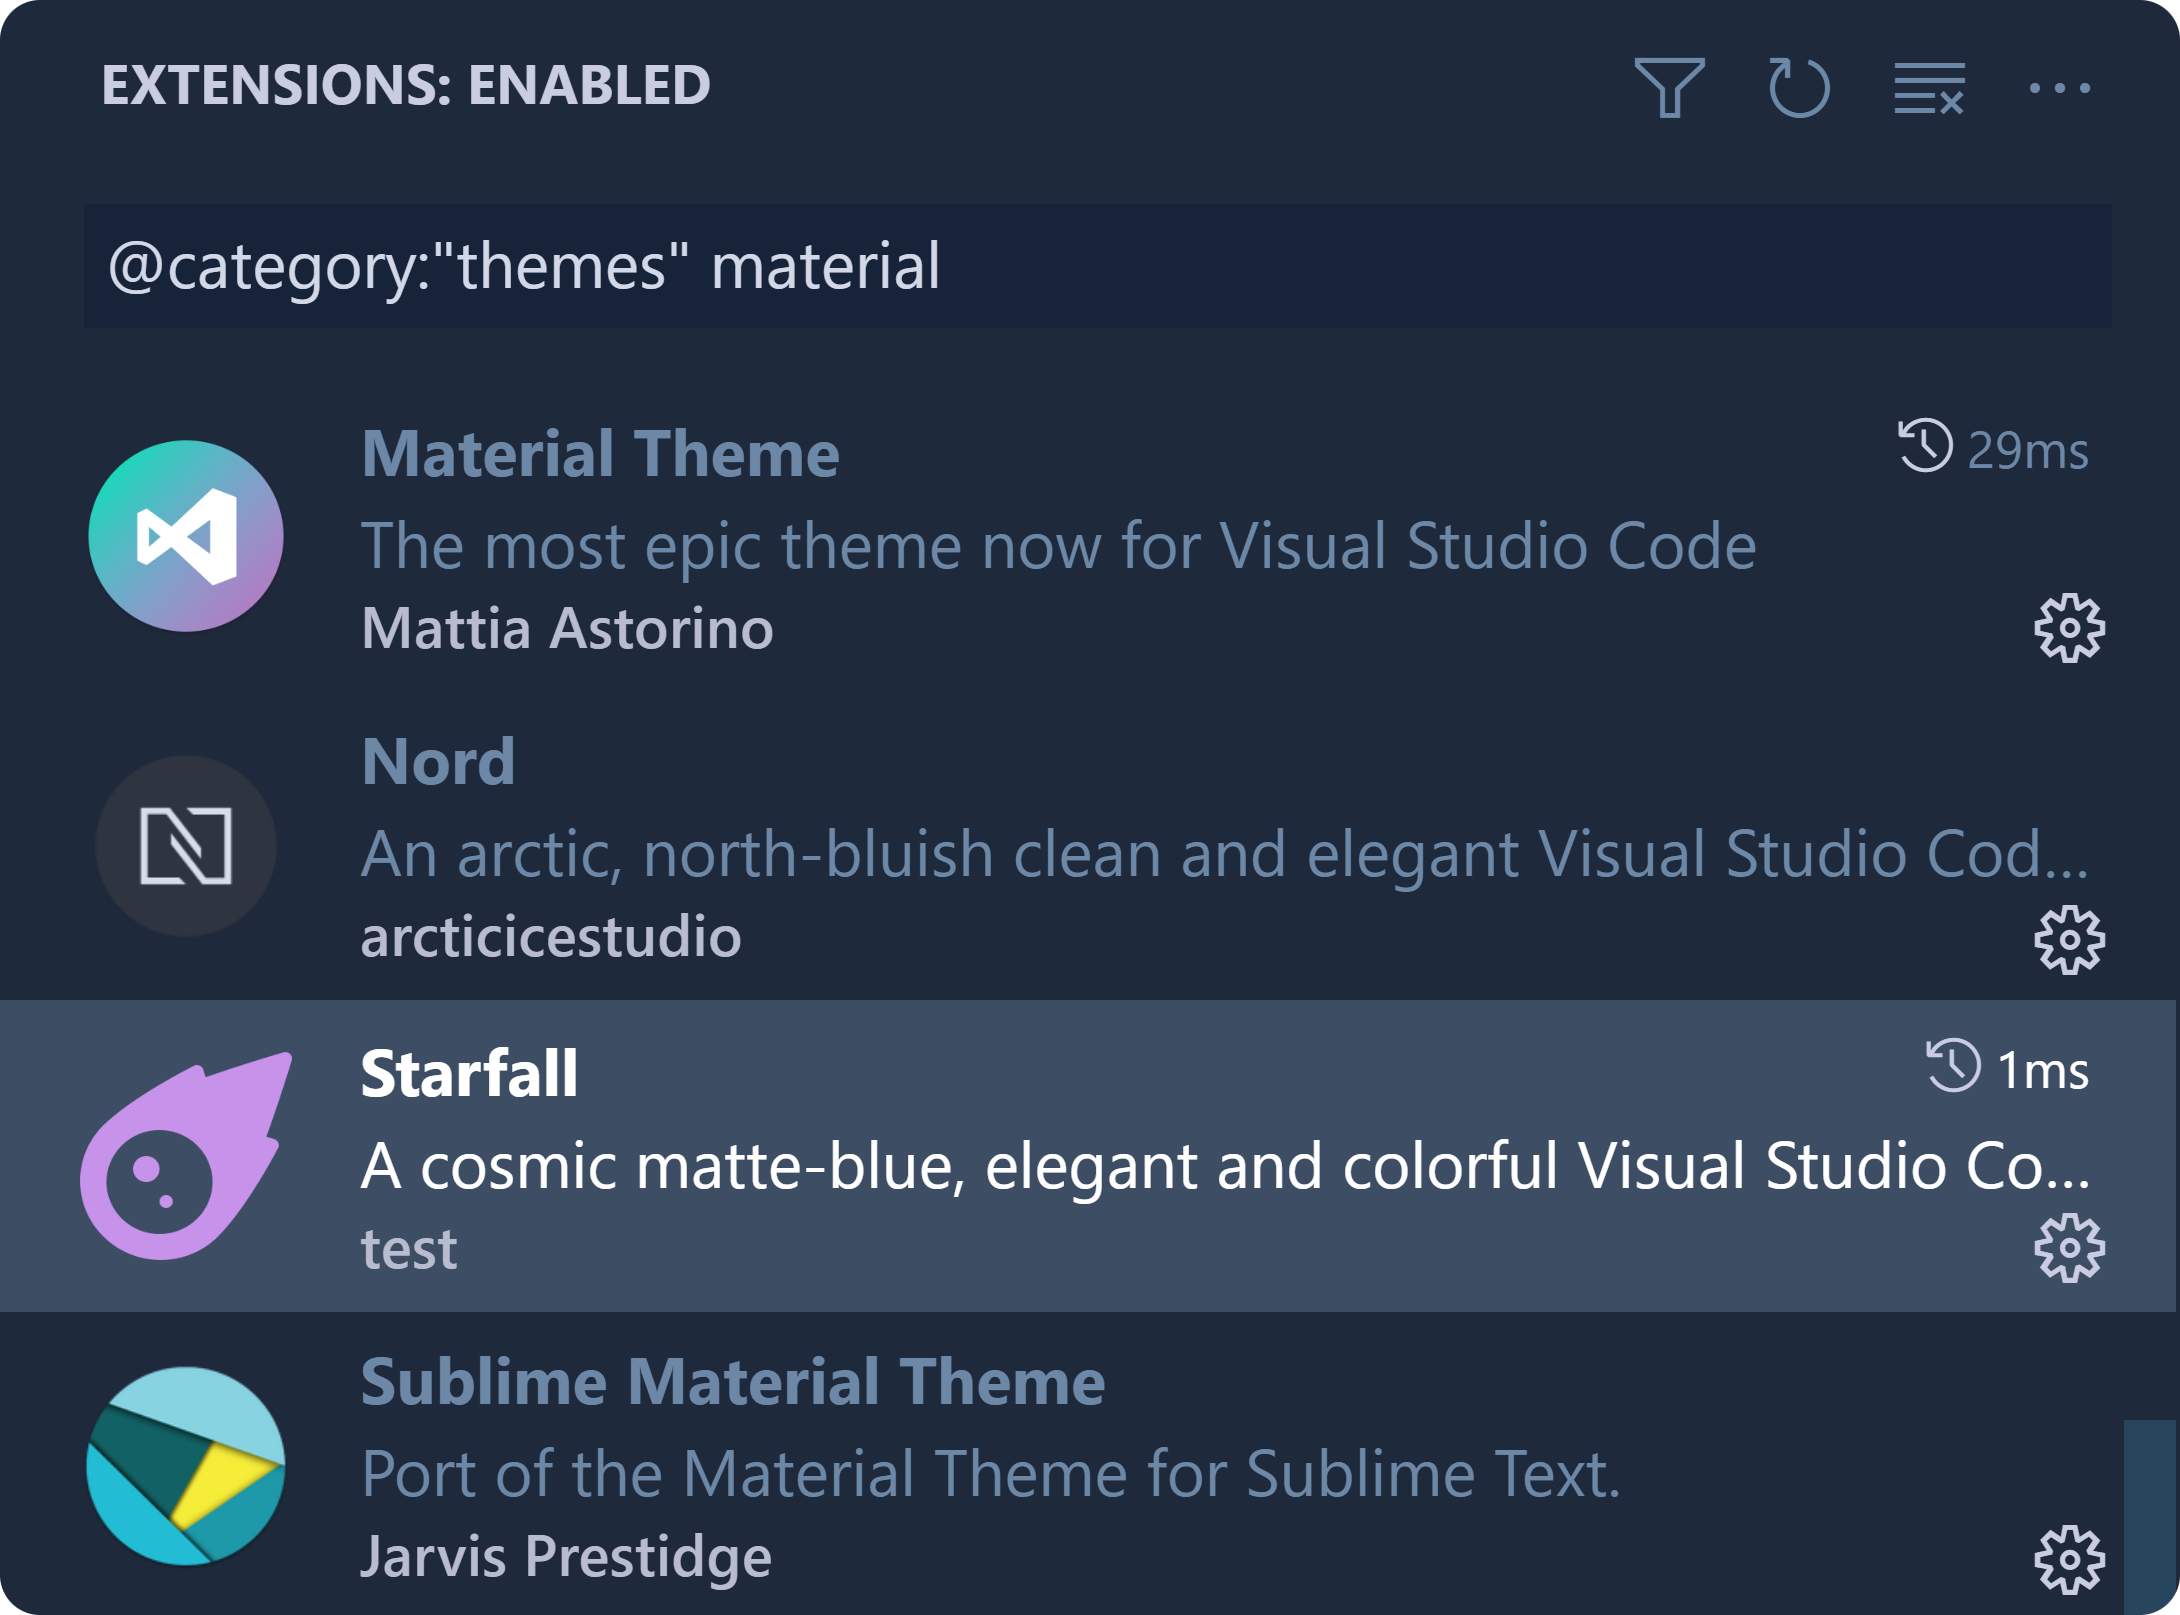 EXTENSIONS: ENABLED
@category:"themes" material
Material Theme 29ms
The most epic theme now for Visual Studio Code
Mattia Astorino
Nord
An arctic, north-bluish clean and elegant Visual Studio Cod...
arcticicestudio
Starfall 1ms
A cosmic matte-blue, elegant and colorful Visual Studio Co...
test
Sublime Material Theme
Port of the Material Theme for Sublime Text.
Jarvis Prestidge